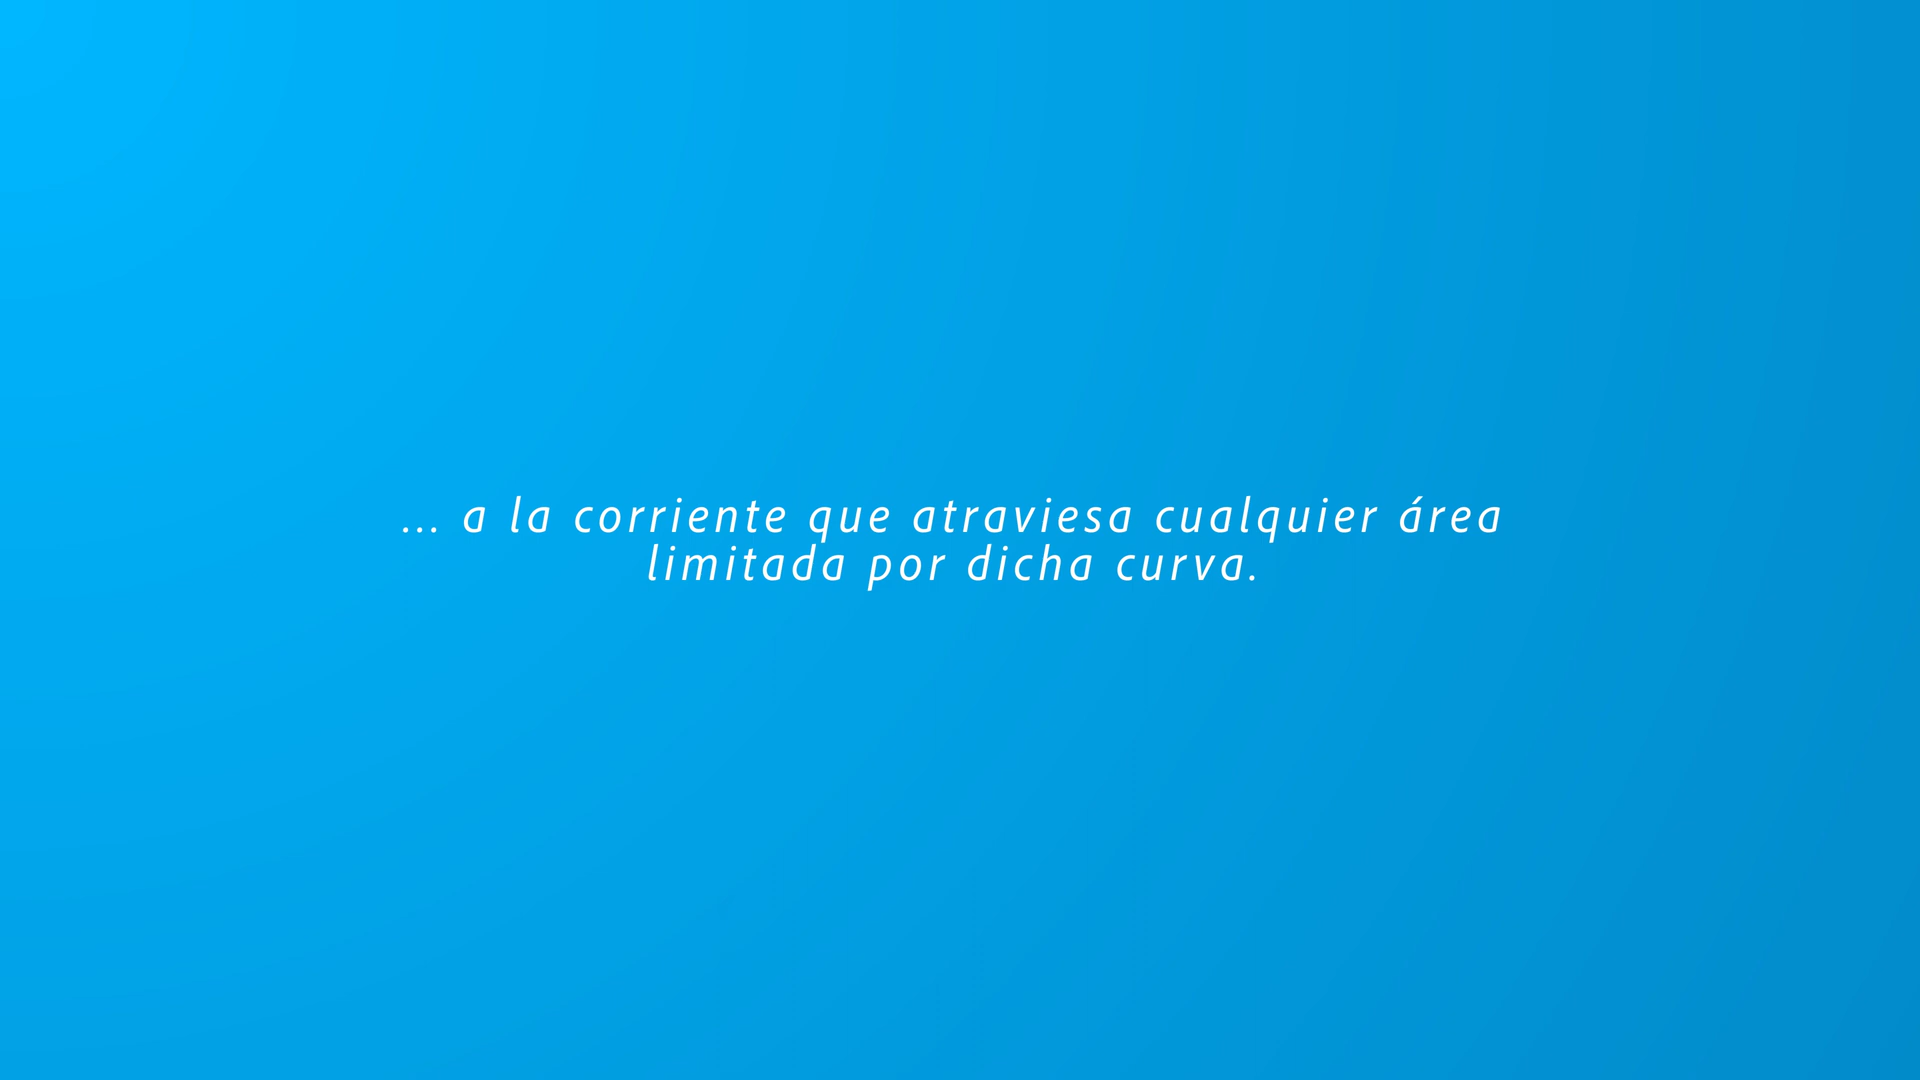 ... a la corriente que atraviesa cualquier área
limitada por dicha curva.